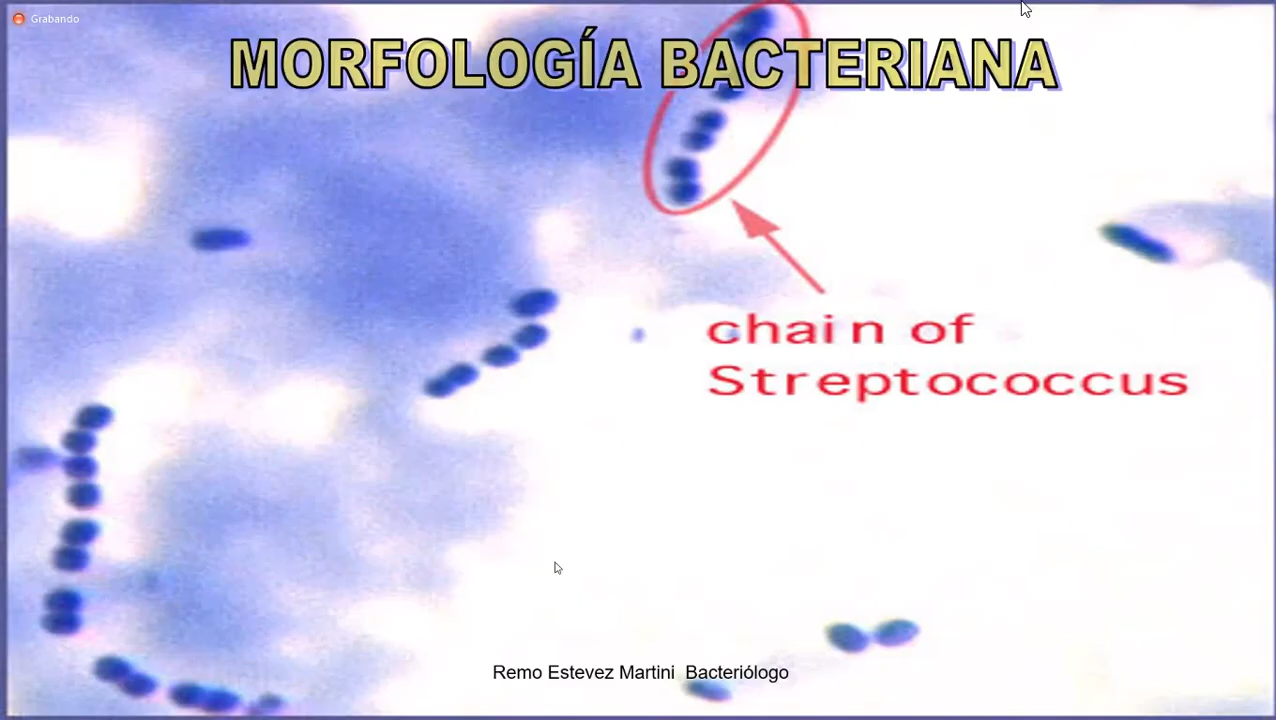 Grabando
MORFOLOGÍA BACTERIANA
chain of
Streptococcus
Remo Estevez Martini  Bacteriólogo